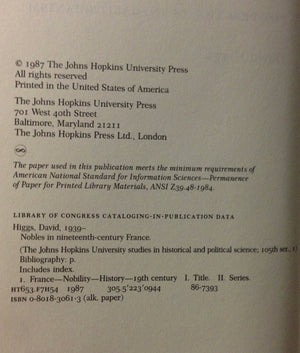 © 1987 The Johns Hopkins University Press
All rights reserved
Printed in the United States of America
The Johns Hopkins University Press
701 West 40th Street
Baltimore, Maryland 21211
The Johns Hopkins Press Ltd., London
The paper used in this publication meets the minimum requirements of
American National Standard for Information Sciences—Permanence
of Paper for Printed Library Materials, ANSI Z39.48-1984.
LIBRARY OF CONGRESS CATALOGING-IN-PUBLICATION DATA
Higgs, David, 1939–
Nobles in nineteenth-century France.
(The Johns Hopkins University studies in historical and political science; 105th ser., 1)
Bibliography: p.
Includes index.
1. France—Nobility—History—19th century I. Title. II. Series.
HT653.F7H54 1987 305.5′223′0944 86-7393
ISBN 0-8018-3061-3 (alk. paper)